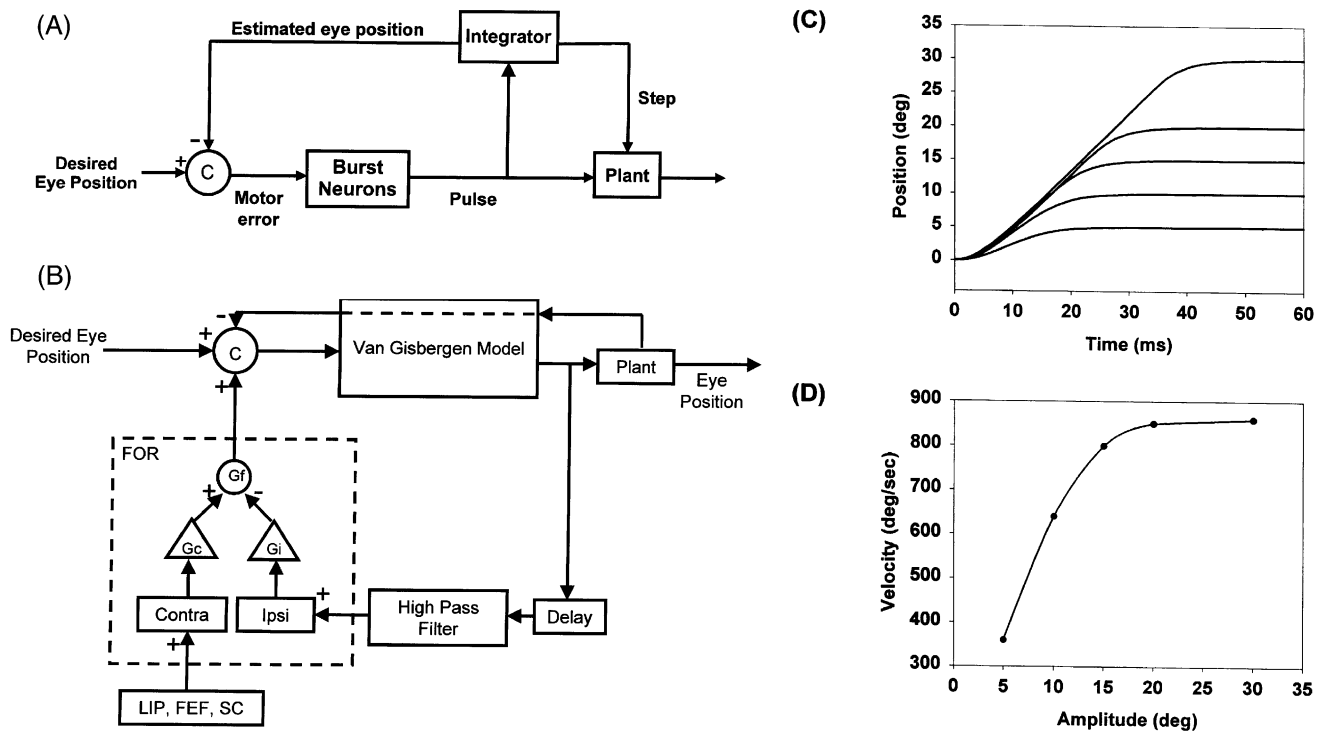 (A)
Estimated eye position
Integrator
Step
-
+
Desired
Eye Position
C
Motor
error
Burst
Neurons
Pulse
Plant
(B)
Desired Eye
Position
-
+
C
+
Van Gisbergen Model
Plant
Eye
Position
FOR
Gf
+
-
Gc
Gi
Contra
Ipsi
+
+
High Pass
Filter
Delay
LIP, FEF, SC
(C)
35
30
25
20
15
10
5
0
Position (deg)
0 10 20 30 40 50 60
Time (ms)
(D)
900
800
700
600
500
400
300
Velocity (deg/sec)
0 5 10 15 20 25 30 35
Amplitude (deg)